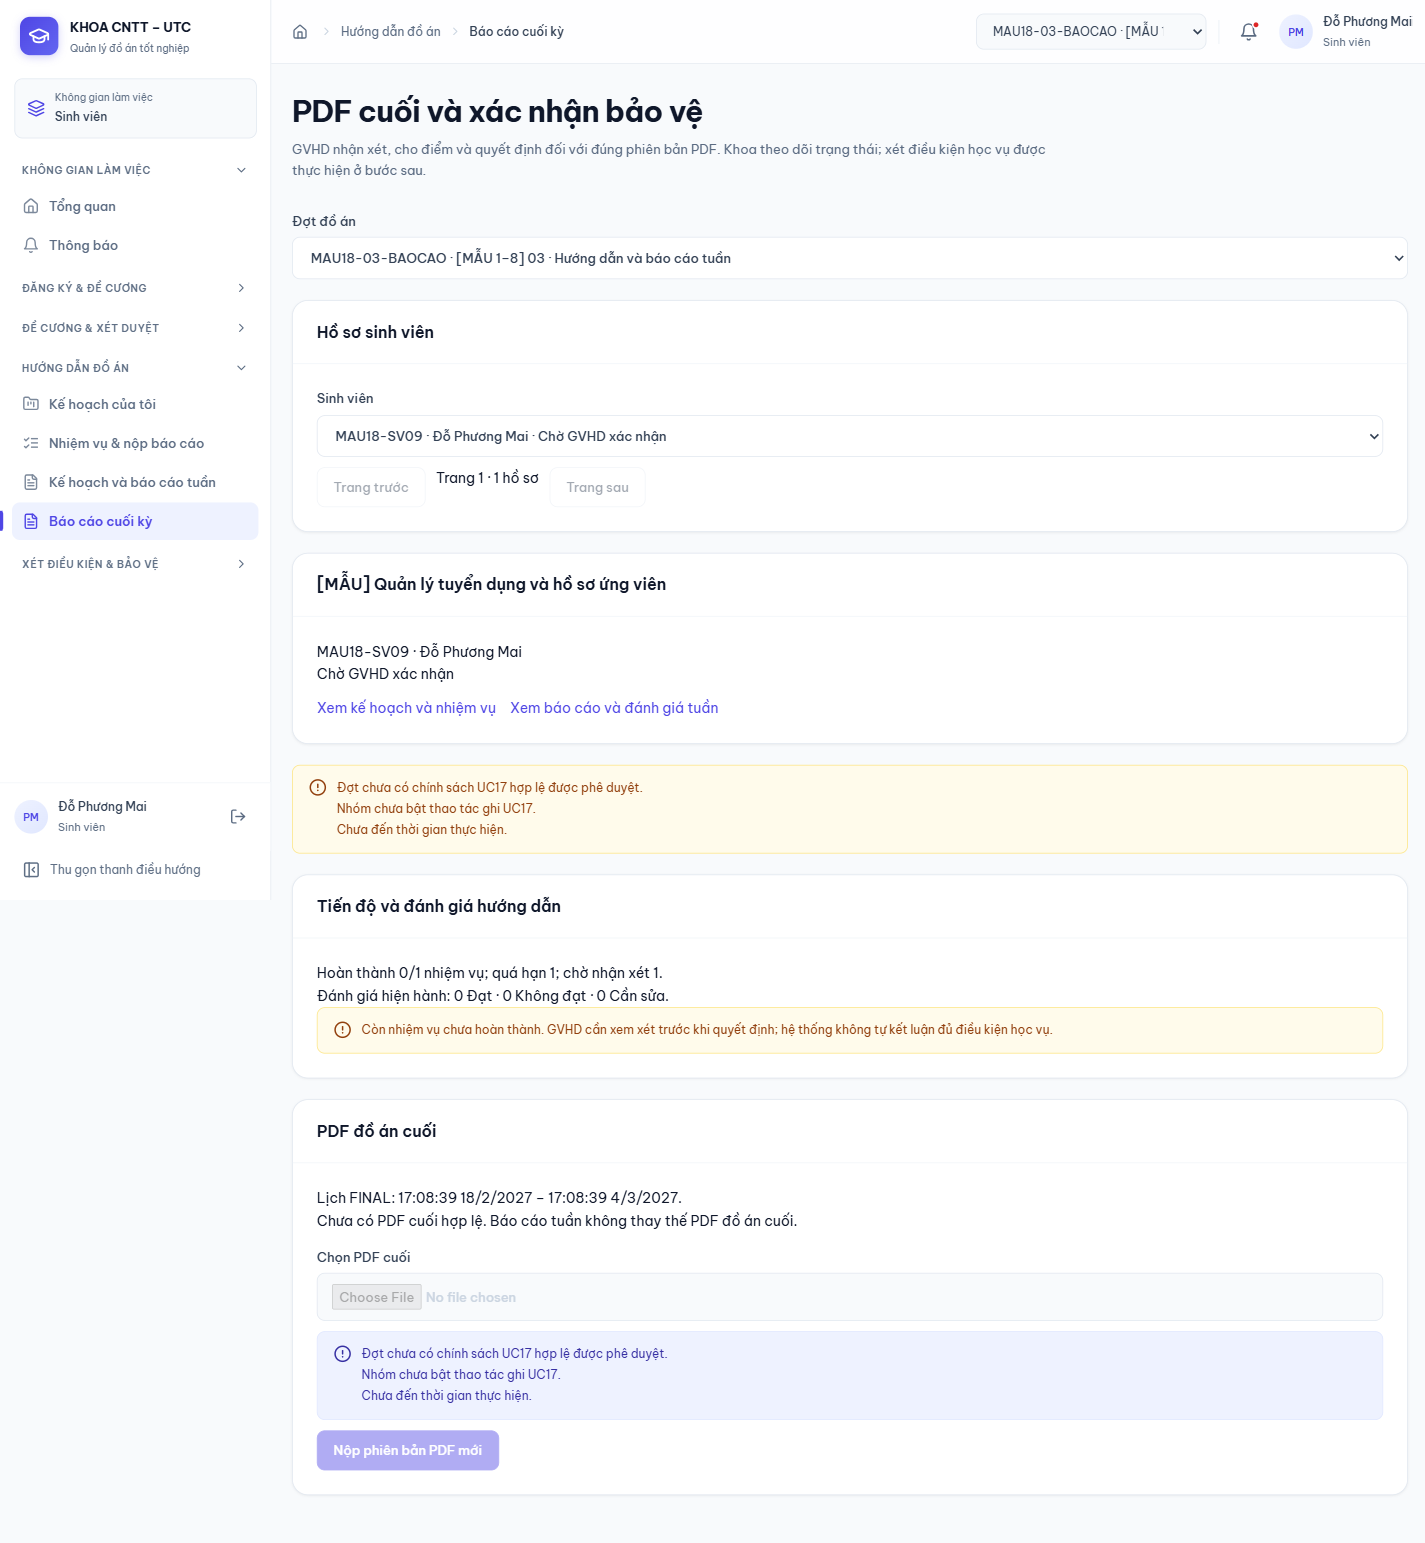 KHOA CNTT – UTC
Quản lý đồ án tốt nghiệp
Không gian làm việc
Sinh viên
KHÔNG GIAN LÀM VIỆC
Tổng quan
Thông báo
ĐĂNG KÝ & ĐỀ CƯƠNG
ĐỀ CƯƠNG & XÉT DUYỆT
HƯỚNG DẪN ĐỒ ÁN
Kế hoạch của tôi
Nhiệm vụ & nộp báo cáo
Kế hoạch và báo cáo tuần
Báo cáo cuối kỳ
XÉT ĐIỀU KIỆN & BẢO VỆ
PM
Đỗ Phương Mai
Sinh viên
Thu gọn thanh điều hướng
Hướng dẫn đồ án
Báo cáo cuối kỳ
MAU18-03-BAOCAO · [MẪU 1
PM
Đỗ Phương Mai
Sinh viên
PDF cuối và xác nhận bảo vệ
GVHD nhận xét, cho điểm và quyết định đối với đúng phiên bản PDF. Khoa theo dõi trạng thái; xét điều kiện học vụ được
thực hiện ở bước sau.
Đợt đồ án
MAU18-03-BAOCAO · [MẪU 1–8] 03 · Hướng dẫn và báo cáo tuần
Hồ sơ sinh viên
Sinh viên
MAU18-SV09 · Đỗ Phương Mai · Chờ GVHD xác nhận
Trang trước
Trang 1 · 1 hồ sơ
Trang sau
[MẪU] Quản lý tuyển dụng và hồ sơ ứng viên
MAU18-SV09 · Đỗ Phương Mai
Chờ GVHD xác nhận
Xem kế hoạch và nhiệm vụ
Xem báo cáo và đánh giá tuần
Đợt chưa có chính sách UC17 hợp lệ được phê duyệt.
Nhóm chưa bật thao tác ghi UC17.
Chưa đến thời gian thực hiện.
Tiến độ và đánh giá hướng dẫn
Hoàn thành 0/1 nhiệm vụ; quá hạn 1; chờ nhận xét 1.
Đánh giá hiện hành: 0 Đạt · 0 Không đạt · 0 Cần sửa.
Còn nhiệm vụ chưa hoàn thành. GVHD cần xem xét trước khi quyết định; hệ thống không tự kết luận đủ điều kiện học vụ.
PDF đồ án cuối
Lịch FINAL: 17:08:39 18/2/2027 – 17:08:39 4/3/2027.
Chưa có PDF cuối hợp lệ. Báo cáo tuần không thay thế PDF đồ án cuối.
Chọn PDF cuối
Choose File No file chosen
Đợt chưa có chính sách UC17 hợp lệ được phê duyệt.
Nhóm chưa bật thao tác ghi UC17.
Chưa đến thời gian thực hiện.
Nộp phiên bản PDF mới